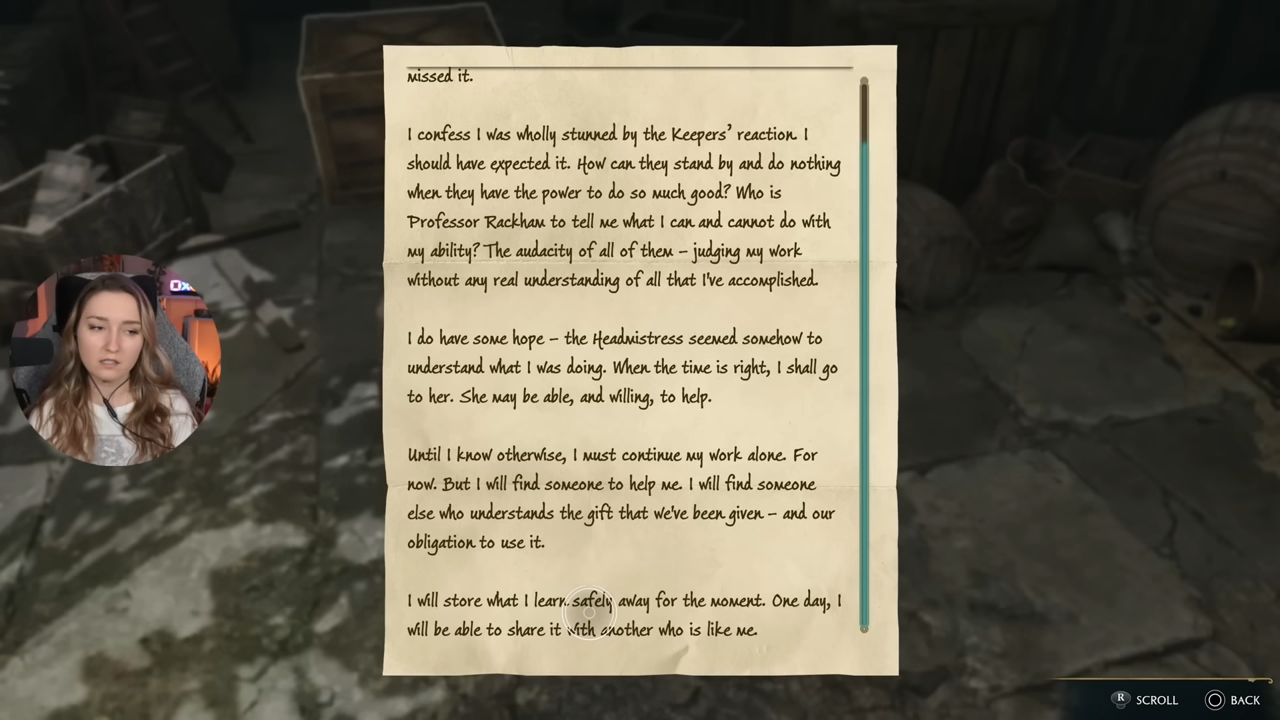 missed it.
I confess I was wholly stunned by the Keepers' reaction. I
should have expected it. How can they stand by and do nothing
when they have the power to do so much good? Who is
Professor Rackham to tell me what I can and cannot do with
my ability? The audacity of all of them – judging my work
without any real understanding of all that I've accomplished.
I do have some hope – the Headmistress seemed somehow to
understand what I was doing. When the time is right, I shall go
to her. She may be able, and willing, to help.
Until I know otherwise, I must continue my work alone. For
now. But I will find someone to help me. I will find someone
else who understands the gift that we've been given – and our
obligation to use it.
I will store what I learn safely away for the moment. One day, I
will be able to share it with another who is like me.
R SCROLL
BACK